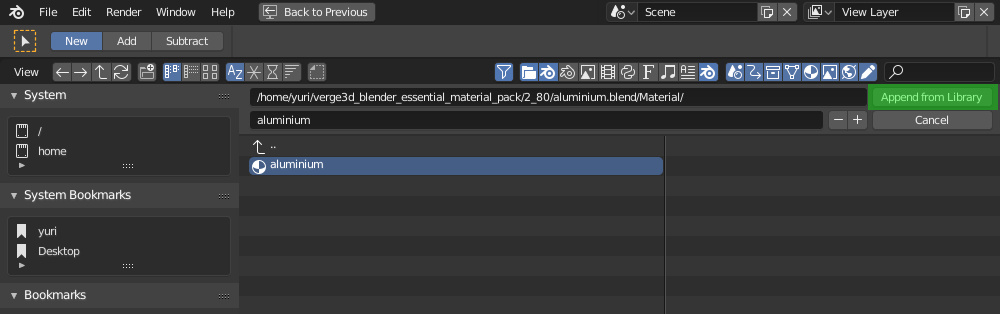 File Edit Render Window Help Back to Previous Scene View Layer
New Add Subtract
View
System
/home/yuri/verge3d_blender_essential_material_pack/2_80/aluminium.blend/Material/ Append from Library
aluminium Cancel
/
home
..
aluminium
System Bookmarks
yuri
Desktop
Bookmarks